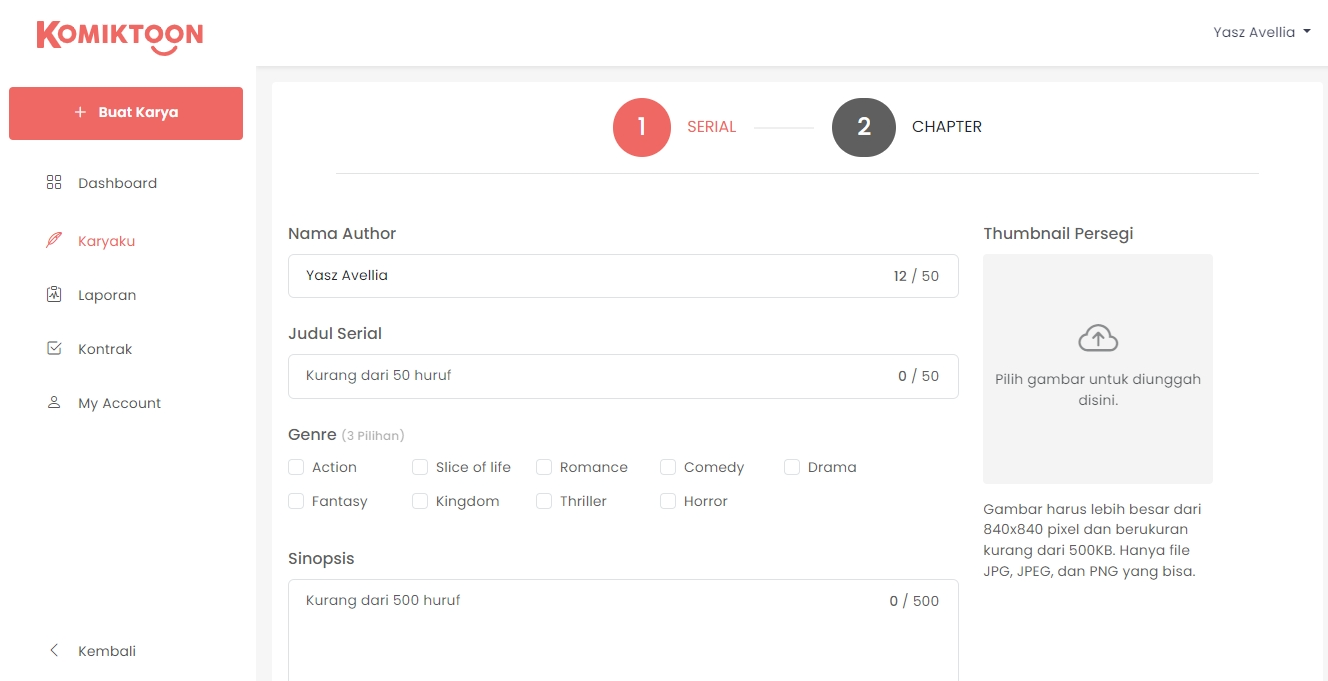 KOMIKTOON
Yasz Avellia
+ Buat Karya
Dashboard
Karyaku
Laporan
Kontrak
My Account
Kembali
1 SERIAL 2 CHAPTER
Nama Author
Yasz Avellia 12 / 50
Judul Serial
Kurang dari 50 huruf 0 / 50
Genre (3 Pilihan)
Action Slice of life Romance Comedy Drama
Fantasy Kingdom Thriller Horror
Sinopsis
Kurang dari 500 huruf 0 / 500
Thumbnail Persegi
Pilih gambar untuk diunggah
disini.
Gambar harus lebih besar dari
840x840 pixel dan berukuran
kurang dari 500KB. Hanya file
JPG, JPEG, dan PNG yang bisa.